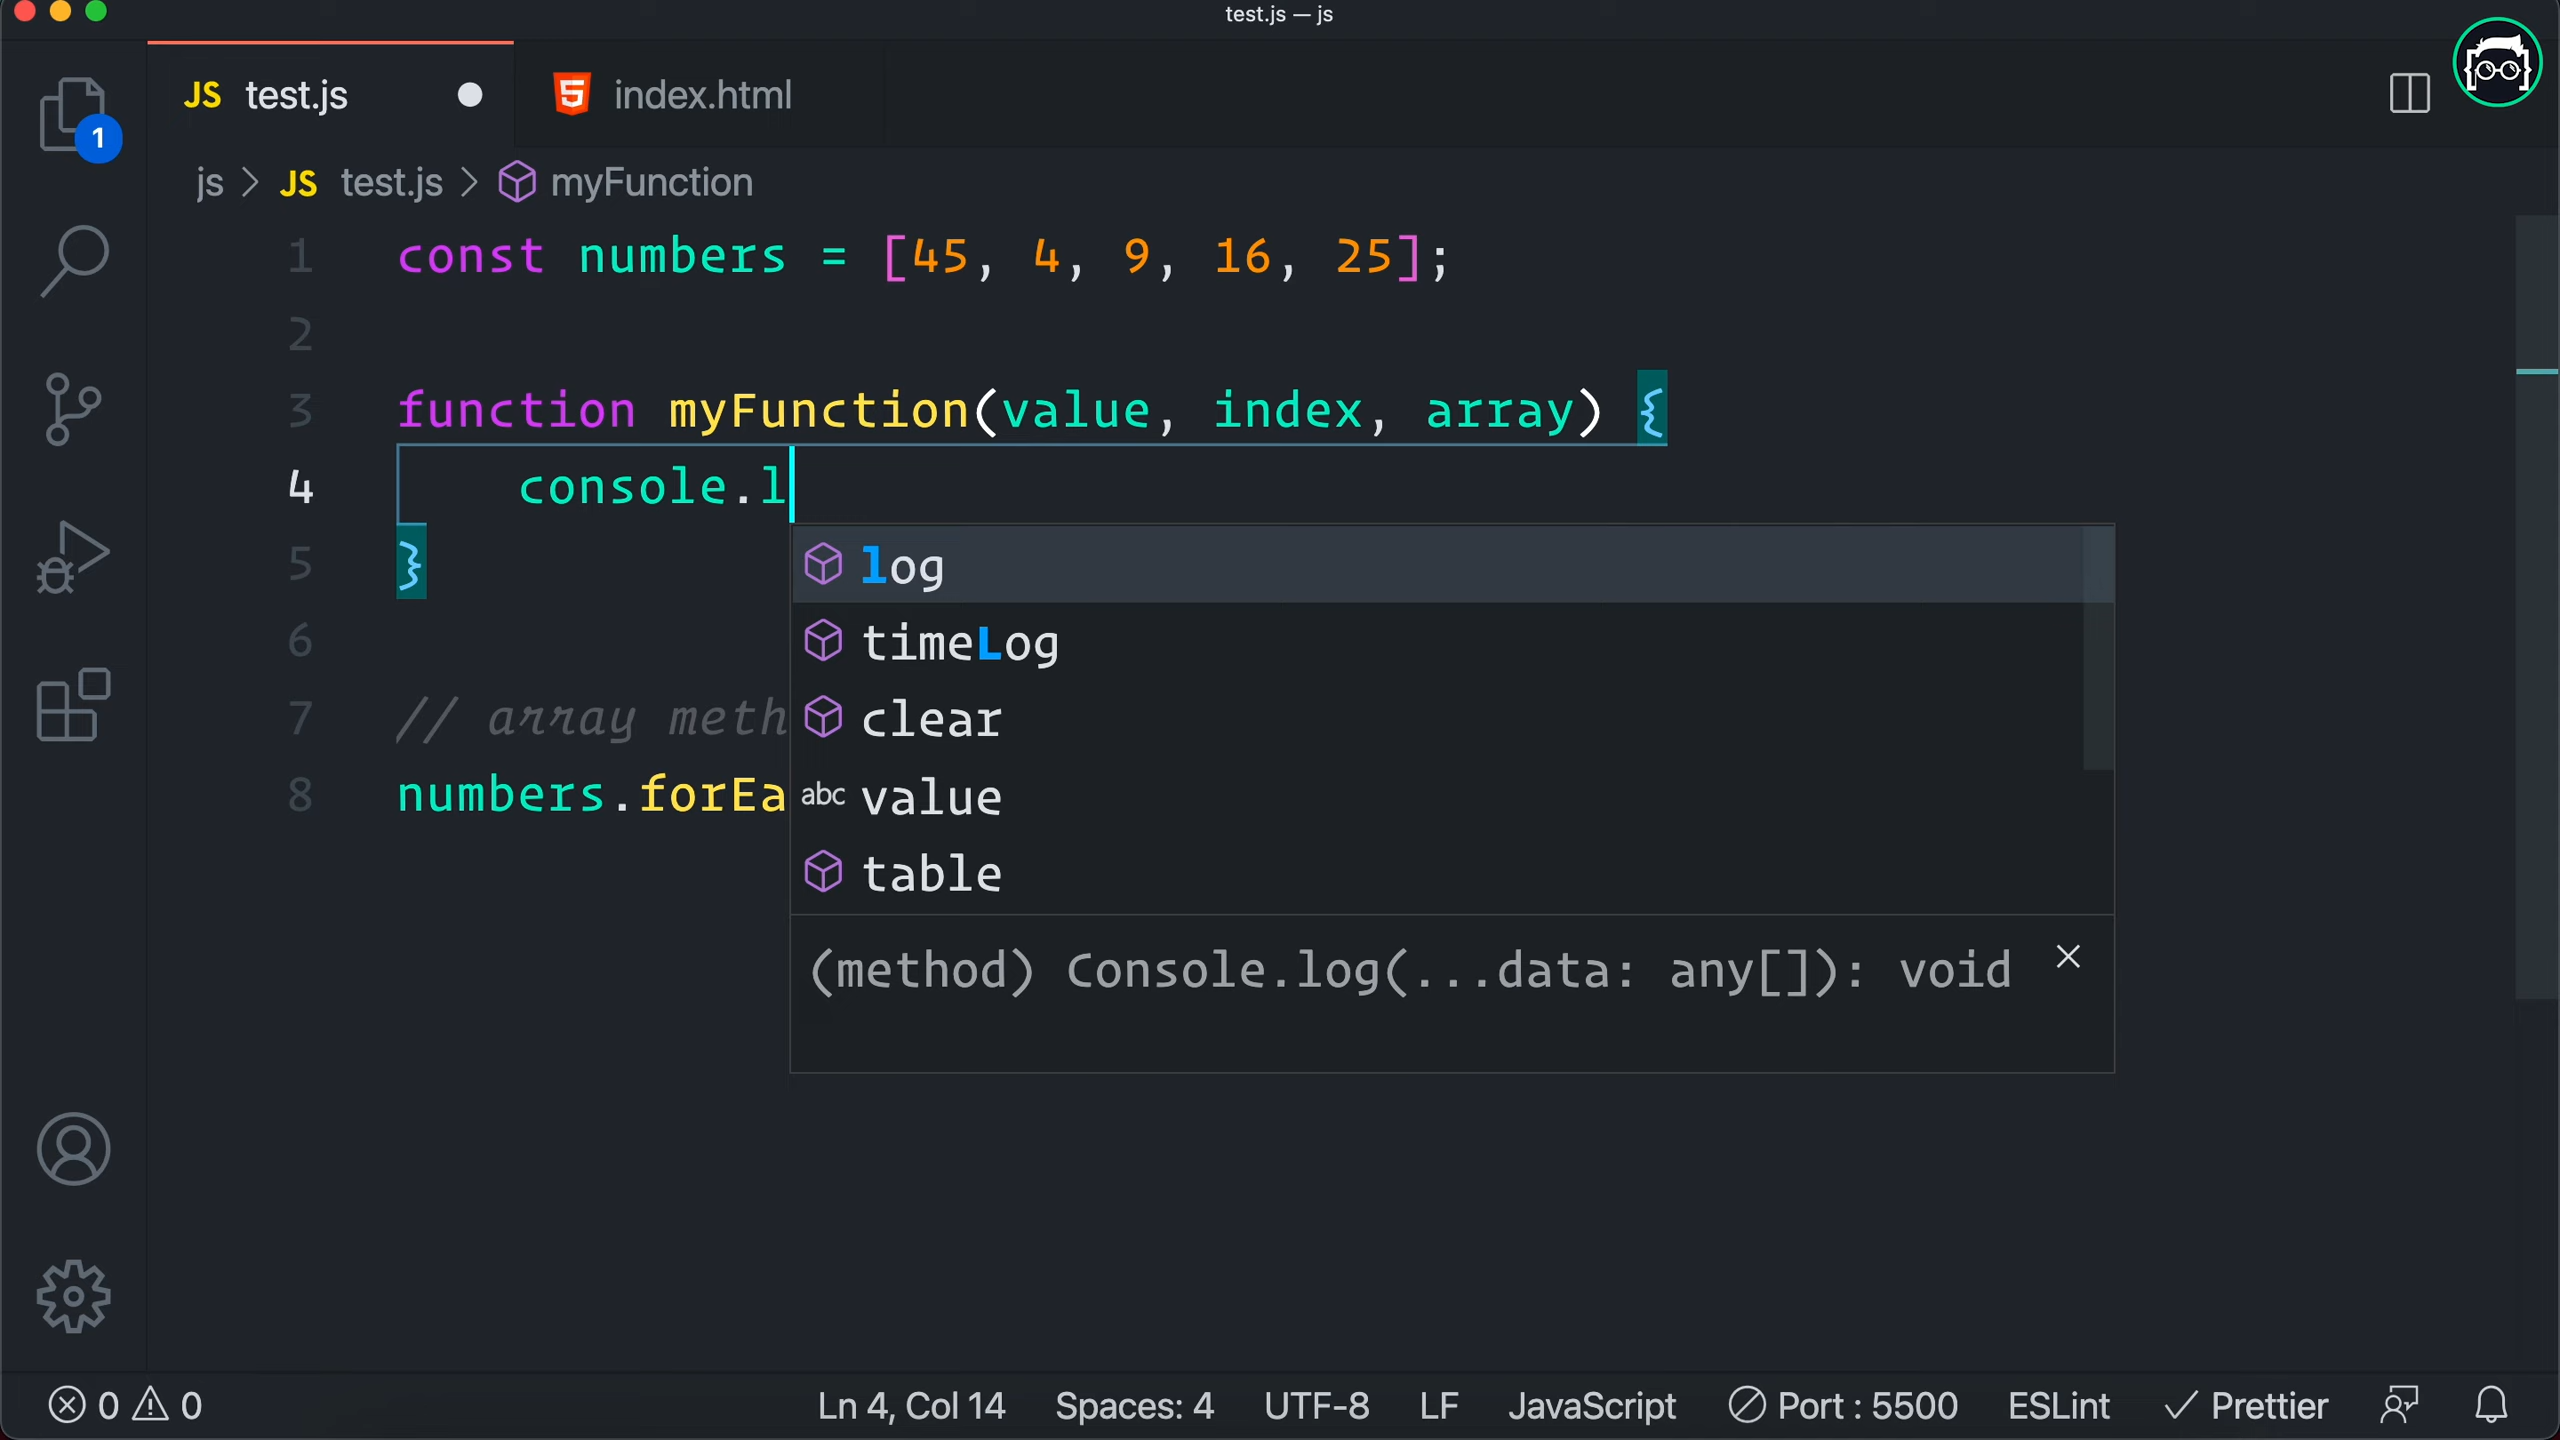 test.js — js
JS test.js
index.html
1
js > JS test.js > myFunction
1 const numbers = [45, 4, 9, 16, 25];
2
3 function myFunction(value, index, array) {
4 console.l
5 }
6
7 // array meth
8 numbers.forEa
log
timeLog
clear
abc value
table
(method) Console.log(...data: any[]): void
0 0 Ln 4, Col 14 Spaces: 4 UTF-8 LF JavaScript Port : 5500 ESLint Prettier